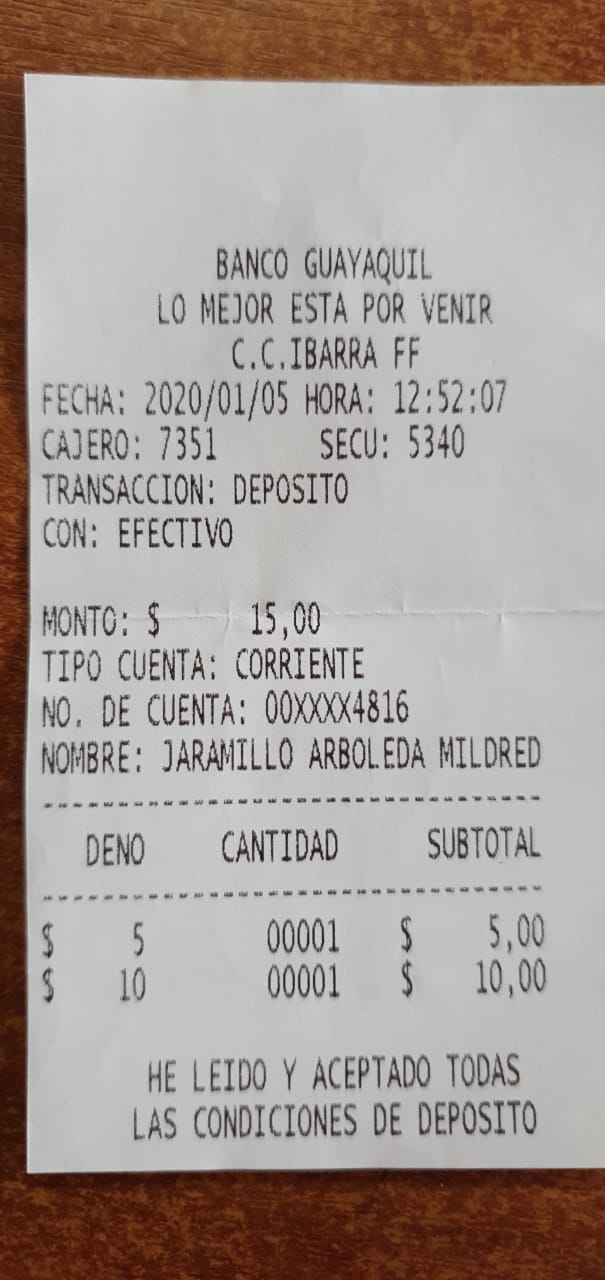 BANCO GUAYAQUIL
LO MEJOR ESTA POR VENIR
C.C.IBARRA FF
FECHA: 2020/01/05 HORA: 12:52:07
CAJERO: 7351 SECU: 5340
TRANSACCION: DEPOSITO
CON: EFECTIVO
MONTO: $ 15,00
TIPO CUENTA: CORRIENTE
NO. DE CUENTA: 00XXXX4816
NOMBRE: JARAMILLO ARBOLEDA MILDRED
----------------------------------
DENO CANTIDAD SUBTOTAL
----------------------------------
$ 5 00001 $ 5,00
$ 10 00001 $ 10,00
HE LEIDO Y ACEPTADO TODAS
LAS CONDICIONES DE DEPOSITO